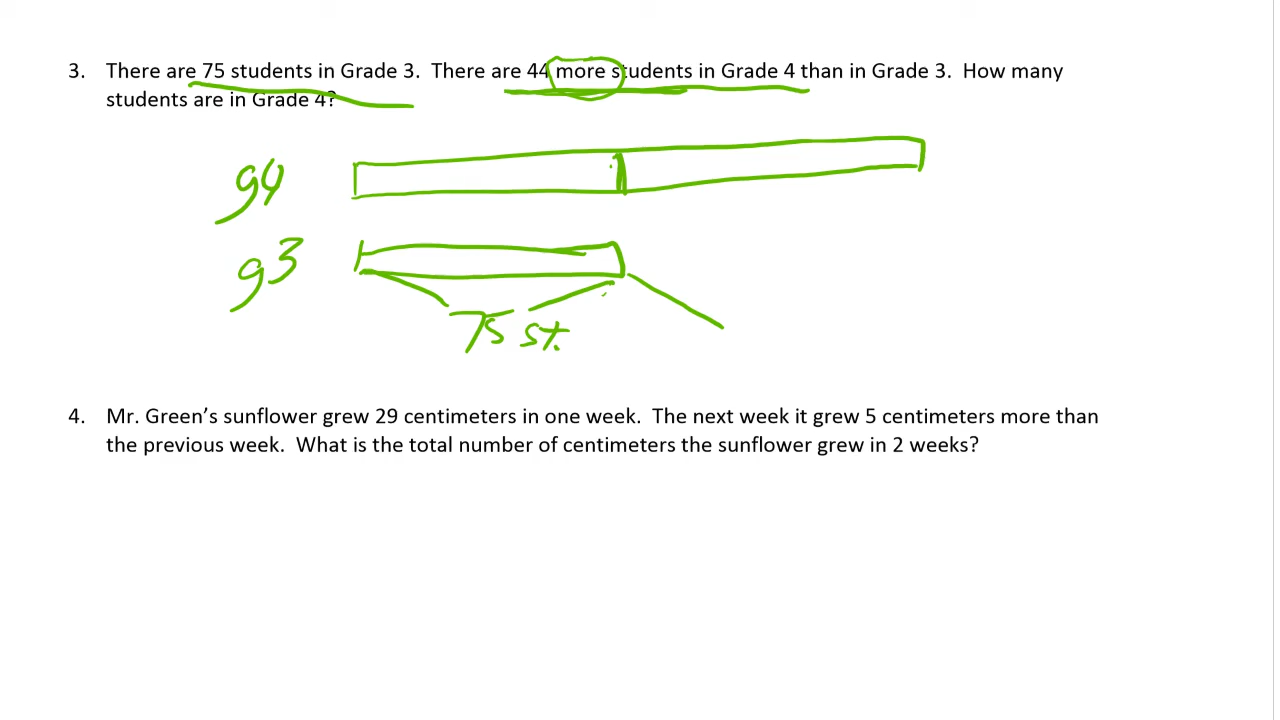 3. There are 75 students in Grade 3. There are 44 more students in Grade 4 than in Grade 3. How many
students are in Grade 4?
g4
g3
75 st.
4. Mr. Green’s sunflower grew 29 centimeters in one week. The next week it grew 5 centimeters more than
the previous week. What is the total number of centimeters the sunflower grew in 2 weeks?